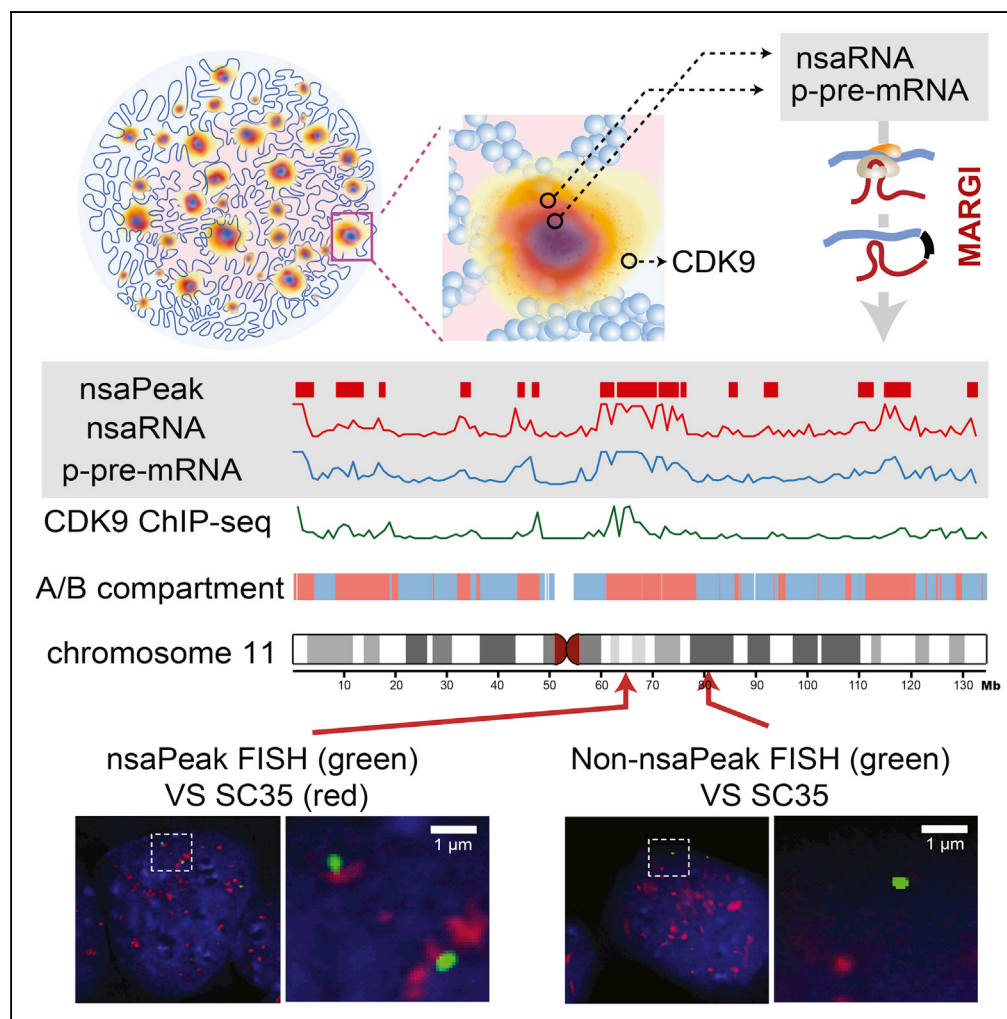 nsaRNA
p-pre-mRNA
MARGI
CDK9
nsaPeak
nsaRNA
p-pre-mRNA
CDK9 ChIP-seq
A/B compartment
chromosome 11
10 20 30 40 50 60 70 80 90 100 110 120 130 Mb
nsaPeak FISH (green)
VS SC35 (red)
Non-nsaPeak FISH (green)
VS SC35
1 µm
1 µm